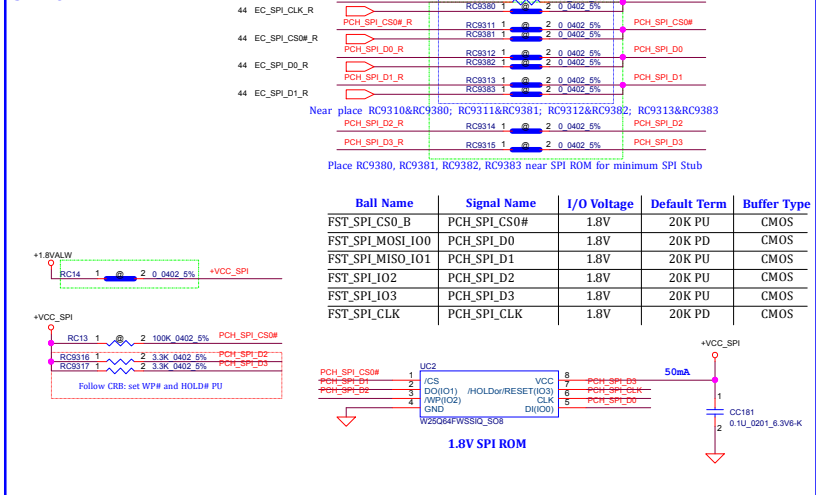 RC9380 1 @ 2 0_0402_5%
44 EC_SPI_CLK_R
PCH_SPI_CS0#_R RC9311 1 @ 2 0_0402_5% PCH_SPI_CS0#
44 EC_SPI_CS0#_R RC9381 1 @ 2 0_0402_5%
PCH_SPI_D0_R RC9312 1 @ 2 0_0402_5% PCH_SPI_D0
44 EC_SPI_D0_R RC9382 1 @ 2 0_0402_5%
PCH_SPI_D1_R RC9313 1 @ 2 0_0402_5% PCH_SPI_D1
44 EC_SPI_D1_R RC9383 1 @ 2 0_0402_5%
Near place RC9310&RC9380; RC9311&RC9381; RC9312&RC9382; RC9313&RC9383
PCH_SPI_D2_R RC9314 1 @ 2 0_0402_5% PCH_SPI_D2
PCH_SPI_D3_R RC9315 1 @ 2 0_0402_5% PCH_SPI_D3
Place RC9380, RC9381, RC9382, RC9383 near SPI ROM for minimum SPI Stub
Ball Name Signal Name I/O Voltage Default Term Buffer Type
FST_SPI_CS0_B PCH_SPI_CS0# 1.8V 20K PU CMOS
FST_SPI_MOSI_IO0 PCH_SPI_D0 1.8V 20K PD CMOS
FST_SPI_MISO_IO1 PCH_SPI_D1 1.8V 20K PU CMOS
FST_SPI_IO2 PCH_SPI_D2 1.8V 20K PU CMOS
FST_SPI_IO3 PCH_SPI_D3 1.8V 20K PU CMOS
FST_SPI_CLK PCH_SPI_CLK 1.8V 20K PD CMOS
+1.8VALW
RC14 1 @ 2 0_0402_5% +VCC_SPI
+VCC_SPI
RC13 1 @ 2 100K_0402_5% PCH_SPI_CS0#
RC9316 1 2 3.3K_0402_5% PCH_SPI_D2
RC9317 1 2 3.3K_0402_5% PCH_SPI_D3
Follow CRB: set WP# and HOLD# PU
UC2
PCH_SPI_CS0# 1 /CS VCC 8
PCH_SPI_D1 2 DO(IO1) /HOLDor/RESET(IO3) 7 PCH_SPI_D3
PCH_SPI_D2 3 /WP(IO2) CLK 6 PCH_SPI_CLK
4 GND DI(IO0) 5 PCH_SPI_D0
W25Q64FWSSIQ_SO8
1.8V SPI ROM
+VCC_SPI
50mA
1
CC181
0.1U_0201_6.3V6-K
2